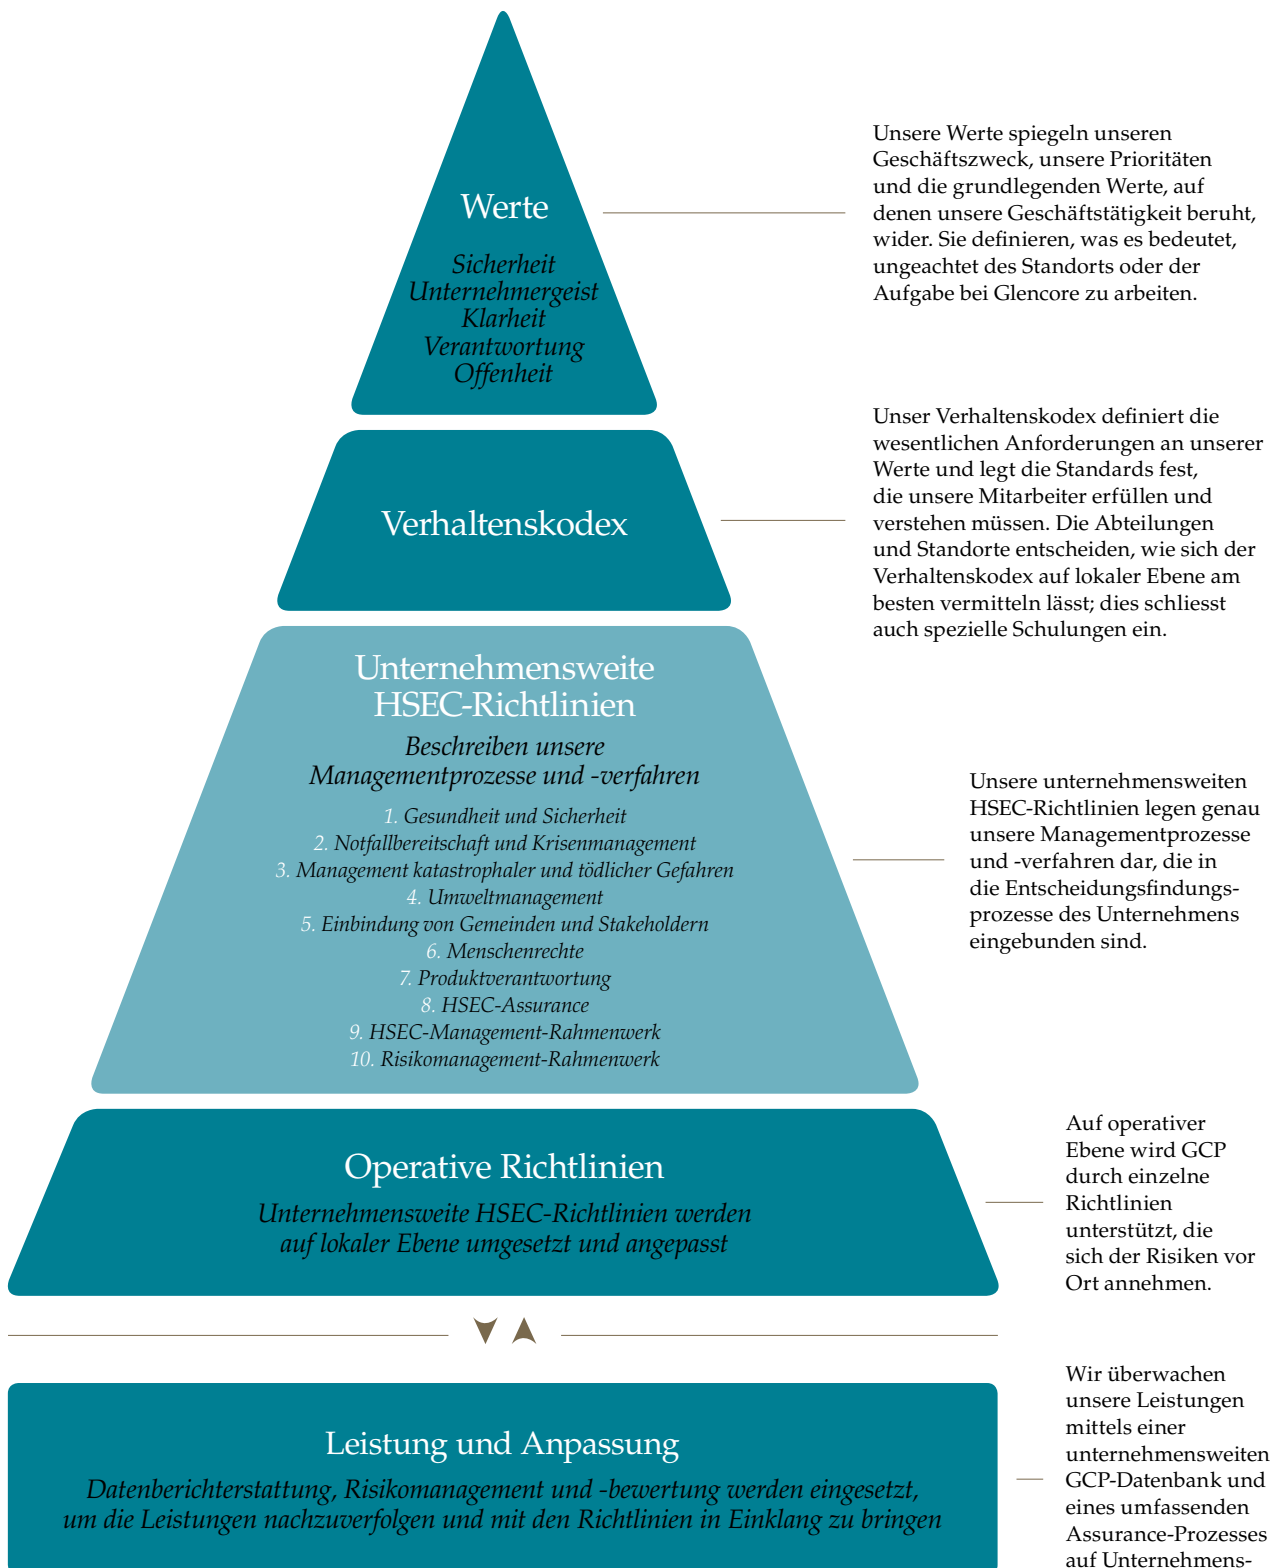 Werte
Sicherheit
Unternehmergeist
Klarheit
Verantwortung
Offenheit
Unsere Werte spiegeln unseren
Geschäftszweck, unsere Prioritäten
und die grundlegenden Werte, auf
denen unsere Geschäftstätigkeit beruht,
wider. Sie definieren, was es bedeutet,
ungeachtet des Standorts oder der
Aufgabe bei Glencore zu arbeiten.
Verhaltenskodex
Unser Verhaltenskodex definiert die
wesentlichen Anforderungen an unserer
Werte und legt die Standards fest,
die unsere Mitarbeiter erfüllen und
verstehen müssen. Die Abteilungen
und Standorte entscheiden, wie sich der
Verhaltenskodex auf lokaler Ebene am
besten vermitteln lässt; dies schliesst
auch spezielle Schulungen ein.
Unternehmensweite
HSEC-Richtlinien
Beschreiben unsere
Managementprozesse und -verfahren
1. Gesundheit und Sicherheit
2. Notfallbereitschaft und Krisenmanagement
3. Management katastrophaler und tödlicher Gefahren
4. Umweltmanagement
5. Einbindung von Gemeinden und Stakeholdern
6. Menschenrechte
7. Produktverantwortung
8. HSEC-Assurance
9. HSEC-Management-Rahmenwerk
10. Risikomanagement-Rahmenwerk
Unsere unternehmensweiten
HSEC-Richtlinien legen genau
unsere Managementprozesse
und -verfahren dar, die in
die Entscheidungsfindungs-
prozesse des Unternehmens
eingebunden sind.
Operative Richtlinien
Unternehmensweite HSEC-Richtlinien werden
auf lokaler Ebene umgesetzt und angepasst
Auf operativer
Ebene wird GCP
durch einzelne
Richtlinien
unterstützt, die
sich der Risiken vor
Ort annehmen.
Leistung und Anpassung
Datenberichterstattung, Risikomanagement und -bewertung werden eingesetzt,
um die Leistungen nachzuverfolgen und mit den Richtlinien in Einklang zu bringen
Wir überwachen
unsere Leistungen
mittels einer
unternehmensweiten
GCP-Datenbank und
eines umfassenden
Assurance-Prozesses
auf Unternehmens-